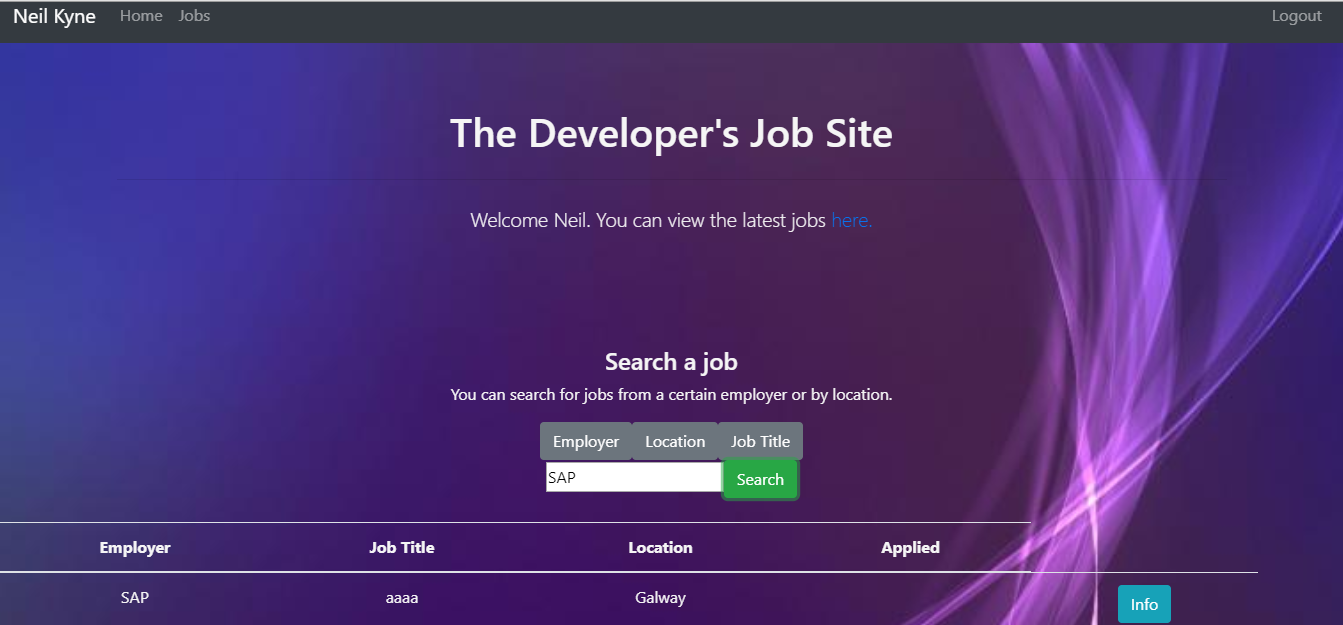 Neil Kyne Home Jobs Logout
The Developer's Job Site
Welcome Neil. You can view the latest jobs here.
Search a job
You can search for jobs from a certain employer or by location.
Employer Location Job Title
SAP Search
Employer Job Title Location Applied
SAP aaaa Galway Info